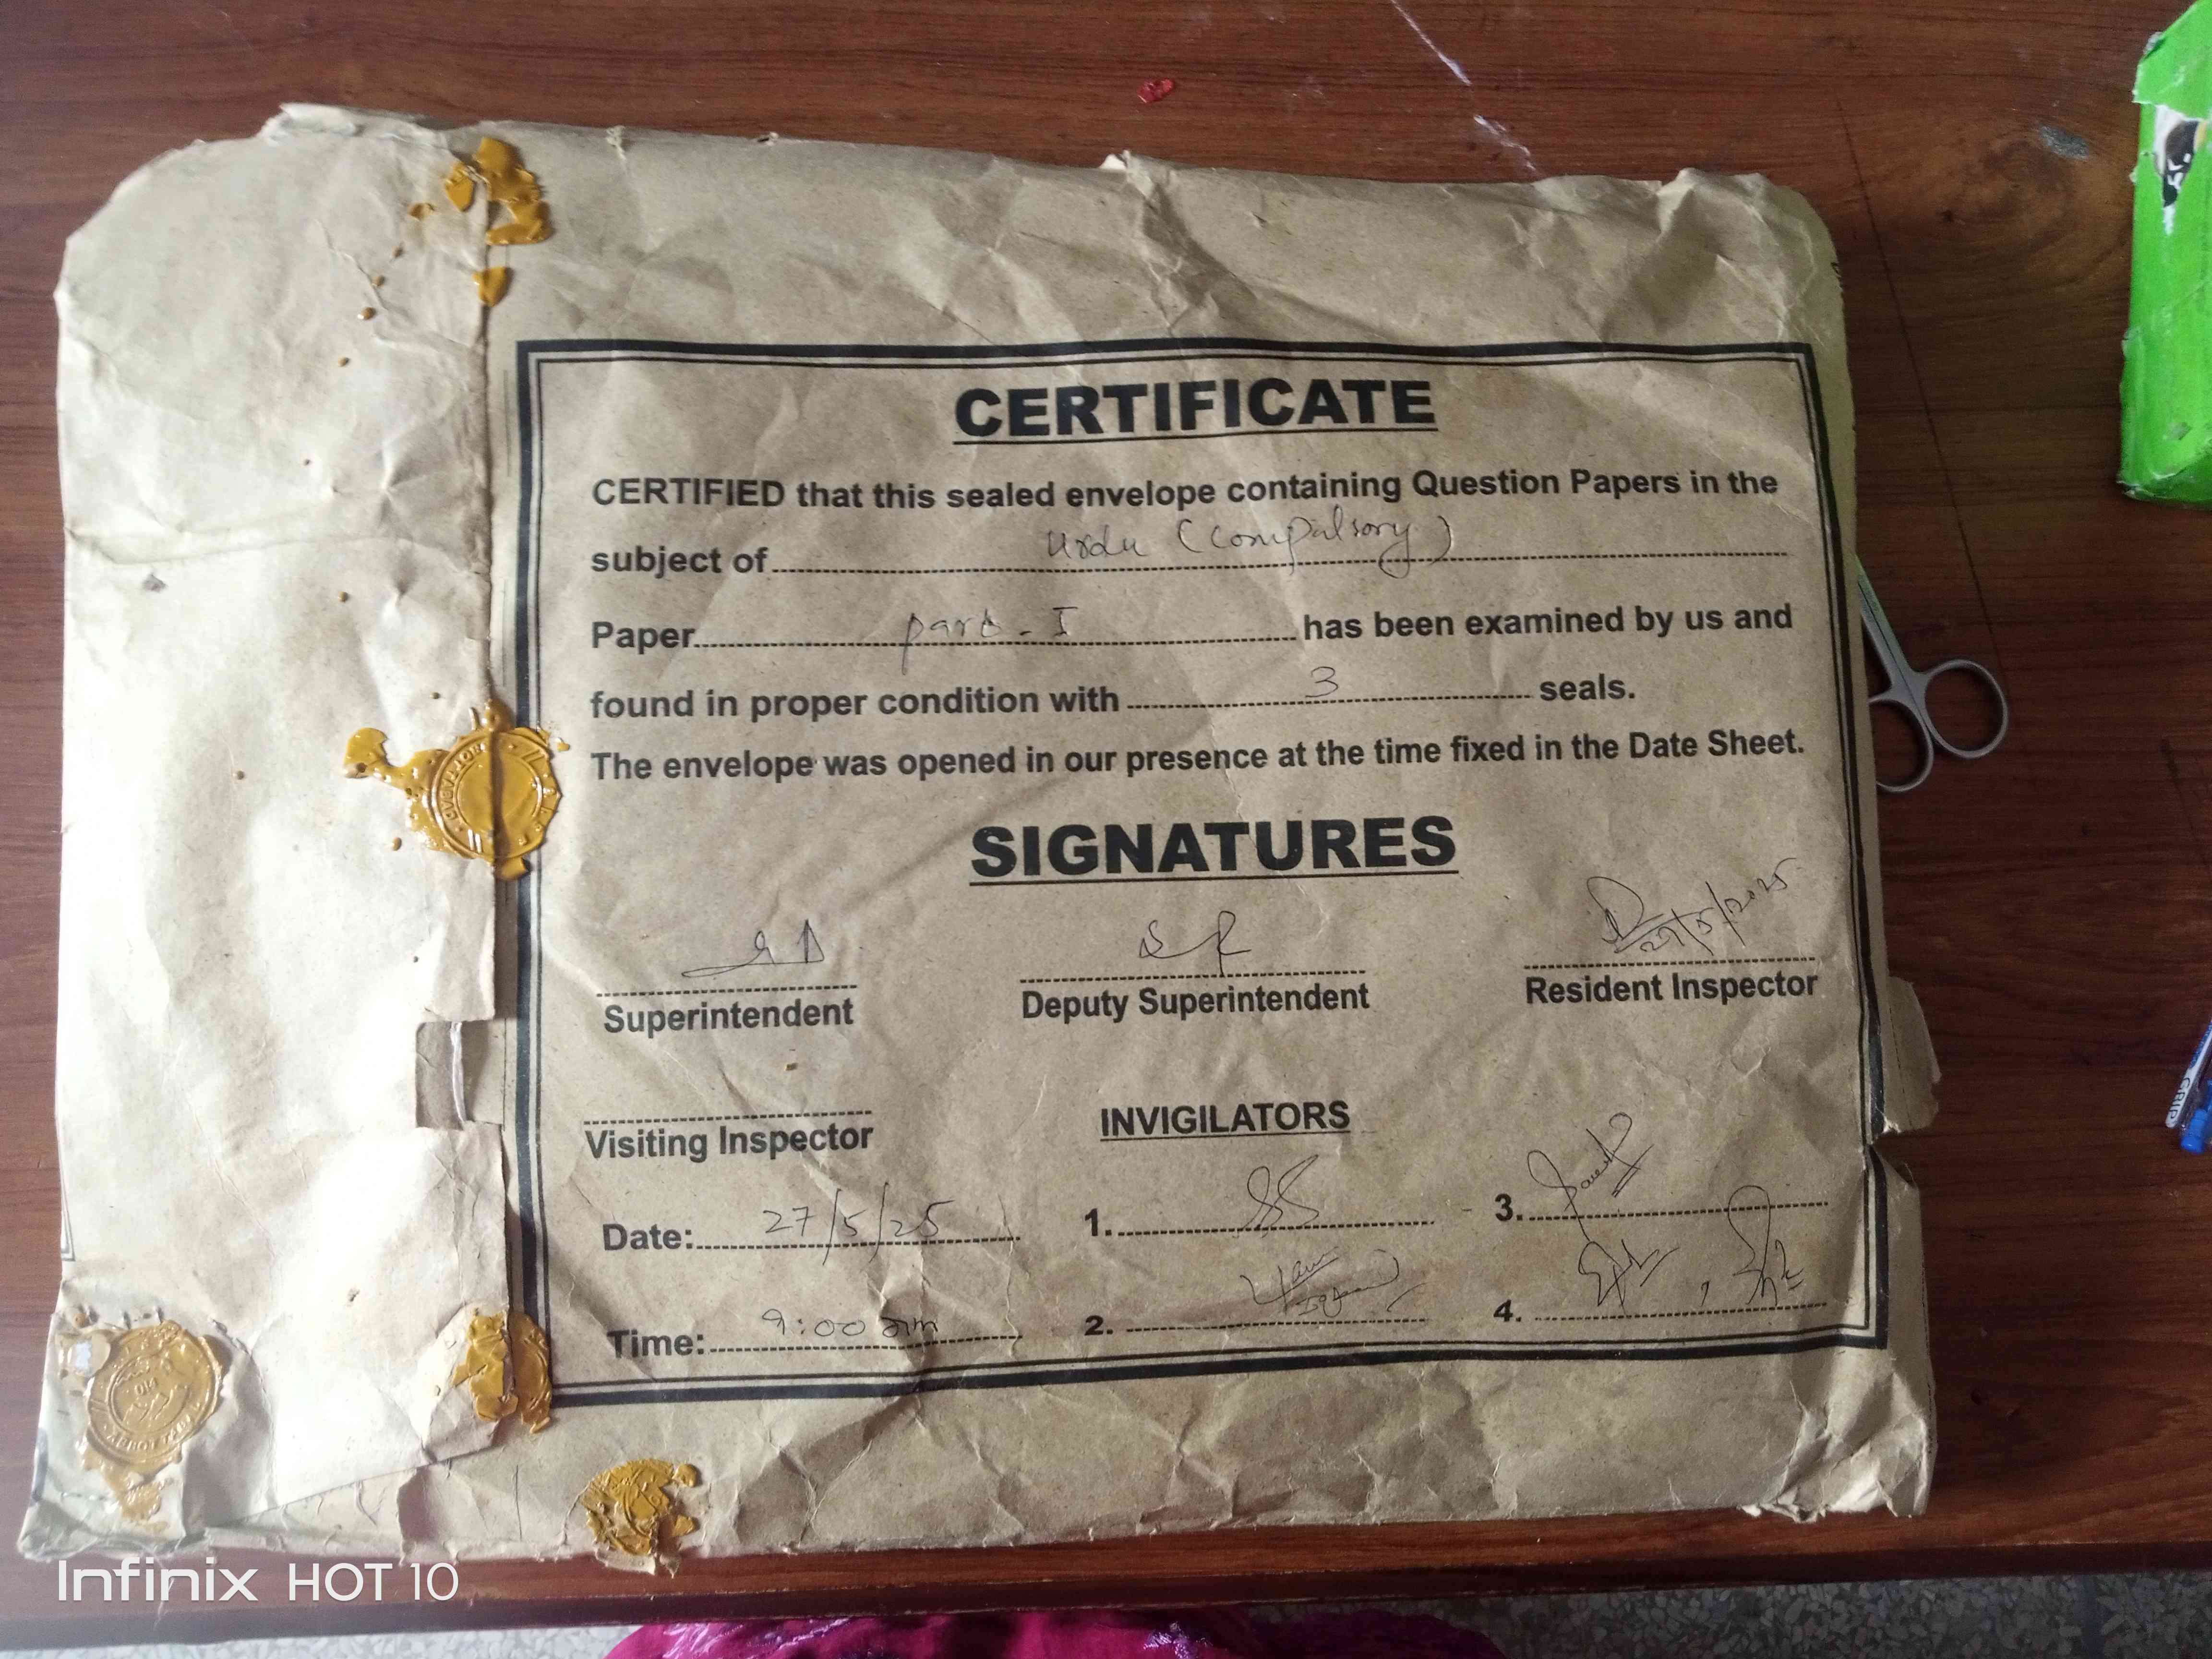 CERTIFICATE
CERTIFIED that this sealed envelope containing Question Papers in the
subject of Urdu (Compulsory)
Paper part - I has been examined by us and
found in proper condition with 3 seals.
The envelope was opened in our presence at the time fixed in the Date Sheet.
SIGNATURES
27/5/2025
Superintendent Deputy Superintendent Resident Inspector
Visiting Inspector INVIGILATORS
Date: 27/5/25 1. 3.
Time: 9:00 am 2. 4.
Infinix HOT 10